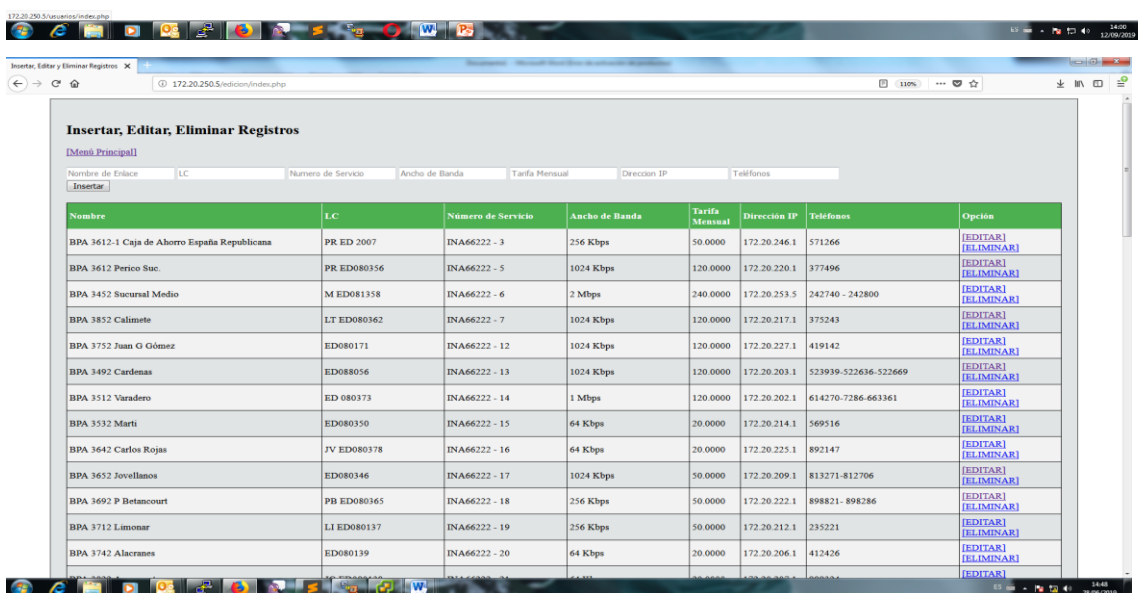 172.20.250.5/usuarios/index.php
ES
14:00
12/09/2019
Insertar, Editar y Eliminar Registros
172.20.250.5/edicion/index.php
110%
Insertar, Editar, Eliminar Registros
[Menú Principal]
Nombre de Enlace LC Numero de Servicio Ancho de Banda Tarifa Mensual Direccion IP Teléfonos
Insertar
Nombre LC Número de Servicio Ancho de Banda Tarifa Mensual Dirección IP Teléfonos Opción
BPA 3612-1 Caja de Ahorro España Republicana PR ED 2007 INA66222 - 3 256 Kbps 50.0000 172.20.246.1 571266 [EDITAR] [ELIMINAR]
BPA 3612 Perico Suc. PR ED080356 INA66222 - 5 1024 Kbps 120.0000 172.20.220.1 377496 [EDITAR] [ELIMINAR]
BPA 3452 Sucursal Medio M ED081358 INA66222 - 6 2 Mbps 240.0000 172.20.253.5 242740 - 242800 [EDITAR] [ELIMINAR]
BPA 3852 Calimete LT ED080362 INA66222 - 7 1024 Kbps 120.0000 172.20.217.1 375243 [EDITAR] [ELIMINAR]
BPA 3752 Juan G Gómez ED080171 INA66222 - 12 1024 Kbps 120.0000 172.20.227.1 419142 [EDITAR] [ELIMINAR]
BPA 3492 Cardenas ED088056 INA66222 - 13 1024 Kbps 120.0000 172.20.203.1 523939-522636-522669 [EDITAR] [ELIMINAR]
BPA 3512 Varadero ED 080373 INA66222 - 14 1 Mbps 120.0000 172.20.202.1 614270-7286-663361 [EDITAR] [ELIMINAR]
BPA 3532 Marti ED080350 INA66222 - 15 64 Kbps 20.0000 172.20.214.1 569516 [EDITAR] [ELIMINAR]
BPA 3642 Carlos Rojas JV ED080378 INA66222 - 16 64 Kbps 20.0000 172.20.225.1 892147 [EDITAR] [ELIMINAR]
BPA 3652 Jovellanos ED080346 INA66222 - 17 1024 Kbps 50.0000 172.20.209.1 813271-812706 [EDITAR] [ELIMINAR]
BPA 3692 P Betancourt PB ED080365 INA66222 - 18 256 Kbps 50.0000 172.20.222.1 898821- 898286 [EDITAR] [ELIMINAR]
BPA 3712 Limonar LI ED080137 INA66222 - 19 256 Kbps 50.0000 172.20.212.1 235221 [EDITAR] [ELIMINAR]
BPA 3742 Alacranes ED080139 INA66222 - 20 64 Kbps 20.0000 172.20.206.1 412426 [EDITAR] [ELIMINAR]
[EDITAR]
ES
14:48
28/06/2019